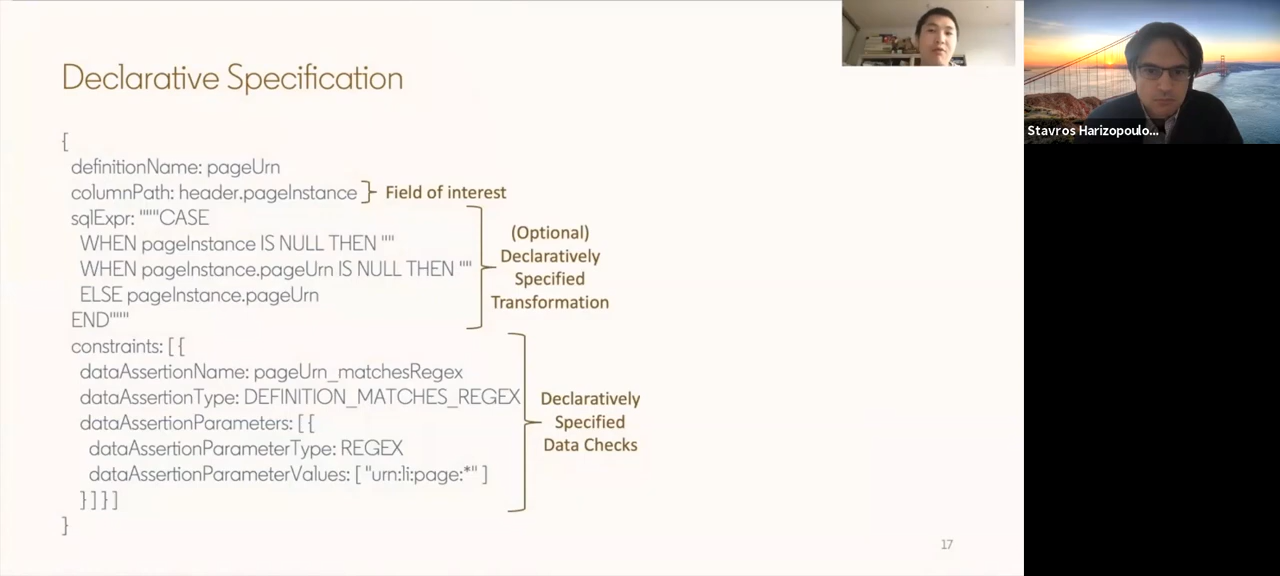 Declarative Specification
{
definitionName: pageUrn
columnPath: header.pageInstance
Field of interest
sqlExpr: """CASE
WHEN pageInstance IS NULL THEN ""
WHEN pageInstance.pageUrn IS NULL THEN ""
ELSE pageInstance.pageUrn
END"""
(Optional)
Declaratively
Specified
Transformation
constraints: [ {
dataAssertionName: pageUrn_matchesRegex
dataAssertionType: DEFINITION_MATCHES_REGEX
dataAssertionParameters: [ {
dataAssertionParameterType: REGEX
dataAssertionParameterValues: [ "urn:li:page:*" ]
} ] } ]
}
Declaratively
Specified
Data Checks
17
Stavros Harizopoulo...